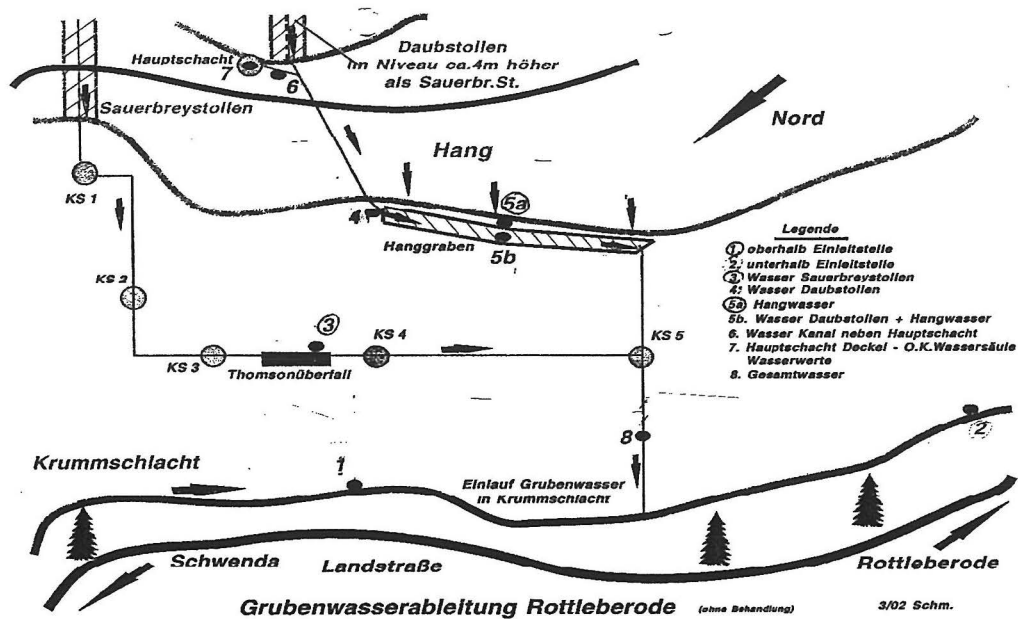 Hauptschacht
7
6
Daubstollen
im Niveau ca.4m höher
als Sauerbr.St.
Sauerbreystollen
Nord
Hang
KS 1
4
5a
Hanggraben
5b
KS 2
3
KS 3
KS 4
KS 5
Thomsonüberfall
Legende
1. oberhalb Einleitstelle
2. unterhalb Einleitstelle
3. Wasser Sauerbreystollen
4. Wasser Daubstollen
5a Hangwasser
5b. Wasser Daubstollen + Hangwasser
6. Wasser Kanal neben Hauptschacht
7. Hauptschacht Deckel - O.K.Wassersäule
Wasserwerte
8. Gesamtwasser
8
2
Krummschlacht
1
Einlauf Grubenwasser
in Krummschlacht
Schwenda
Landstraße
Rottleberode
Grubenwasserableitung Rottleberode (ohne Behandlung)
3/02 Schm.